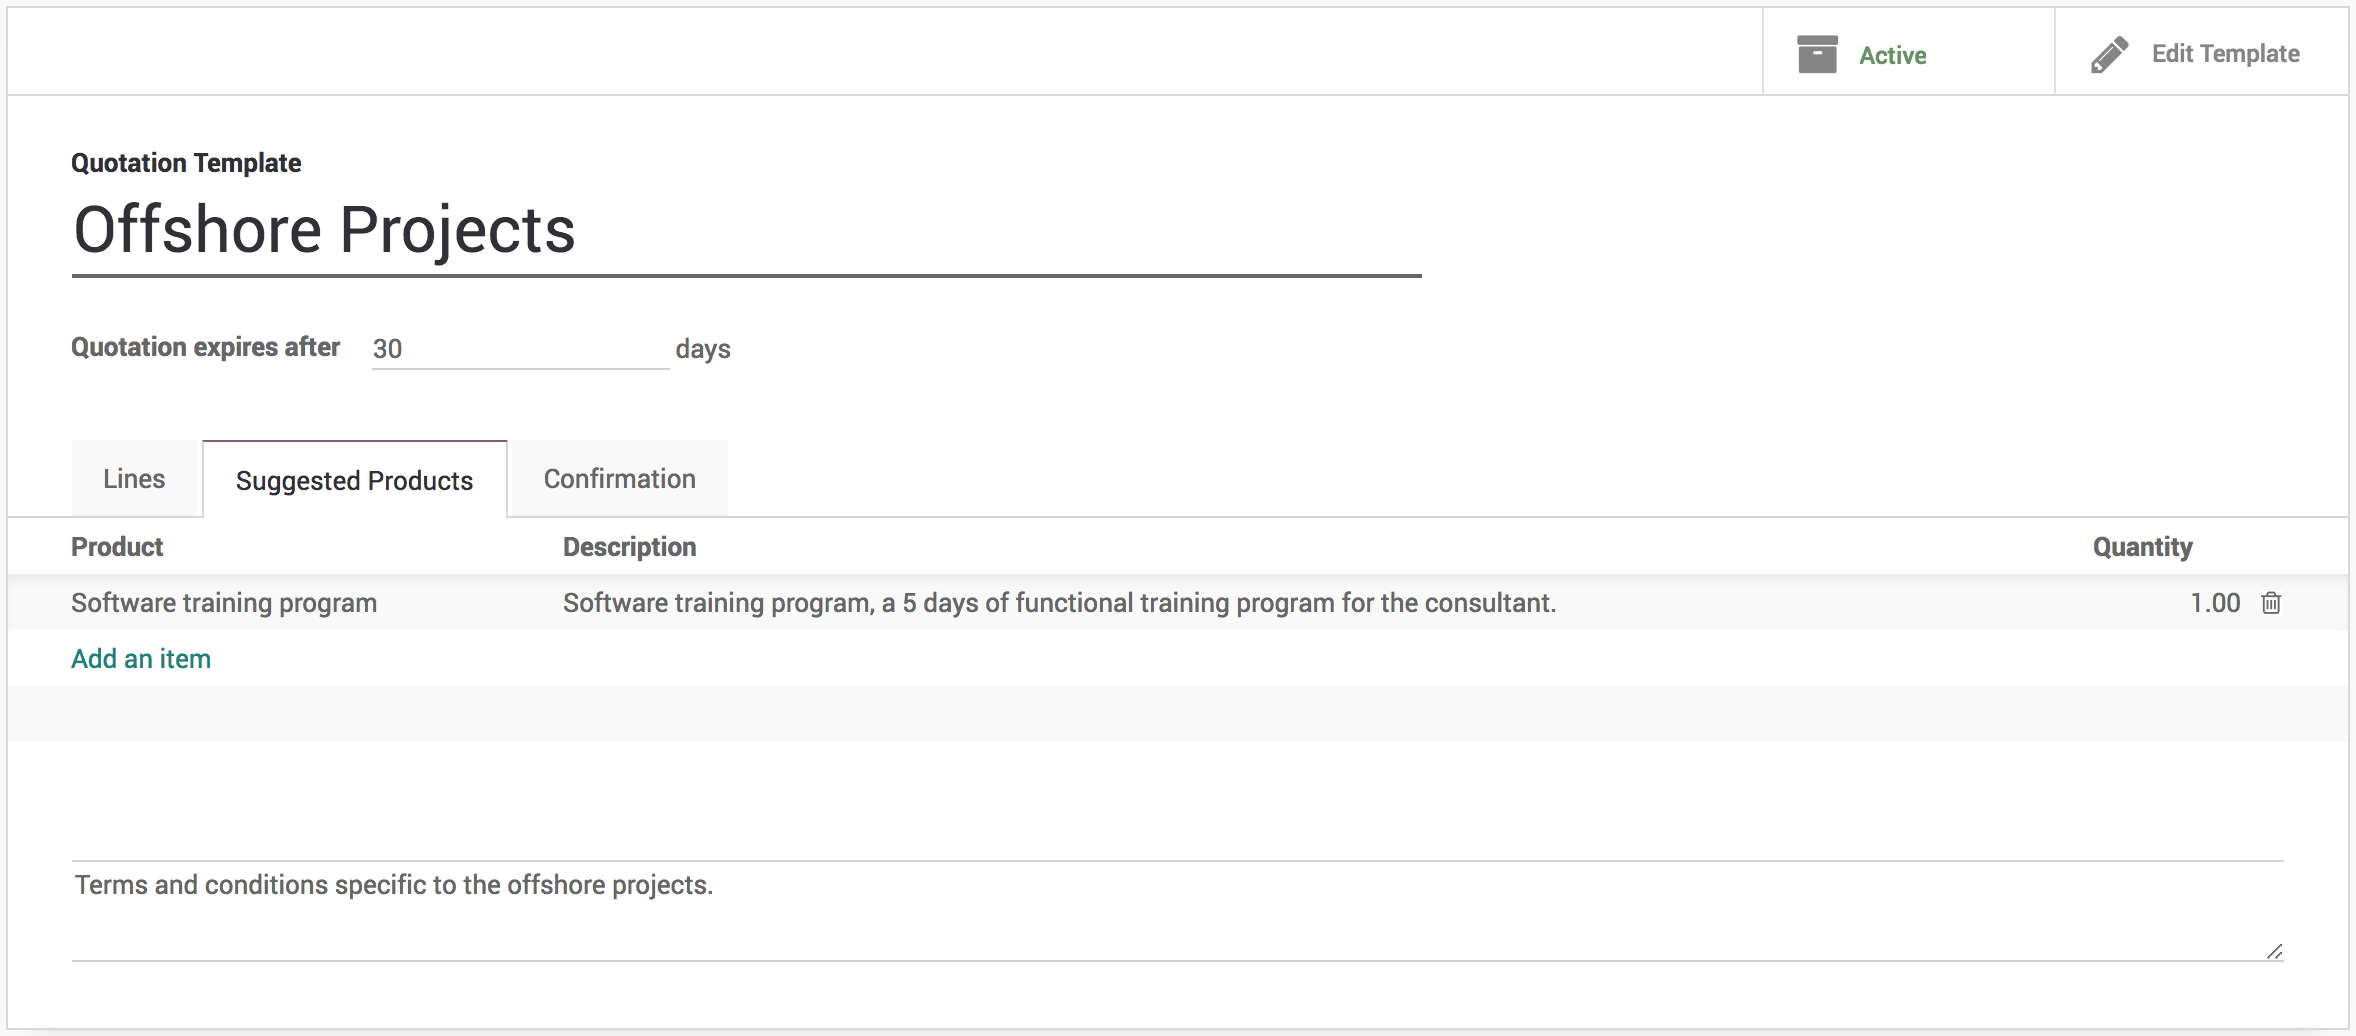 Active Edit Template
Quotation Template
Offshore Projects
Quotation expires after 30 days
Lines Suggested Products Confirmation
Product Description Quantity
Software training program Software training program, a 5 days of functional training program for the consultant. 1.00
Add an item
Terms and conditions specific to the offshore projects.